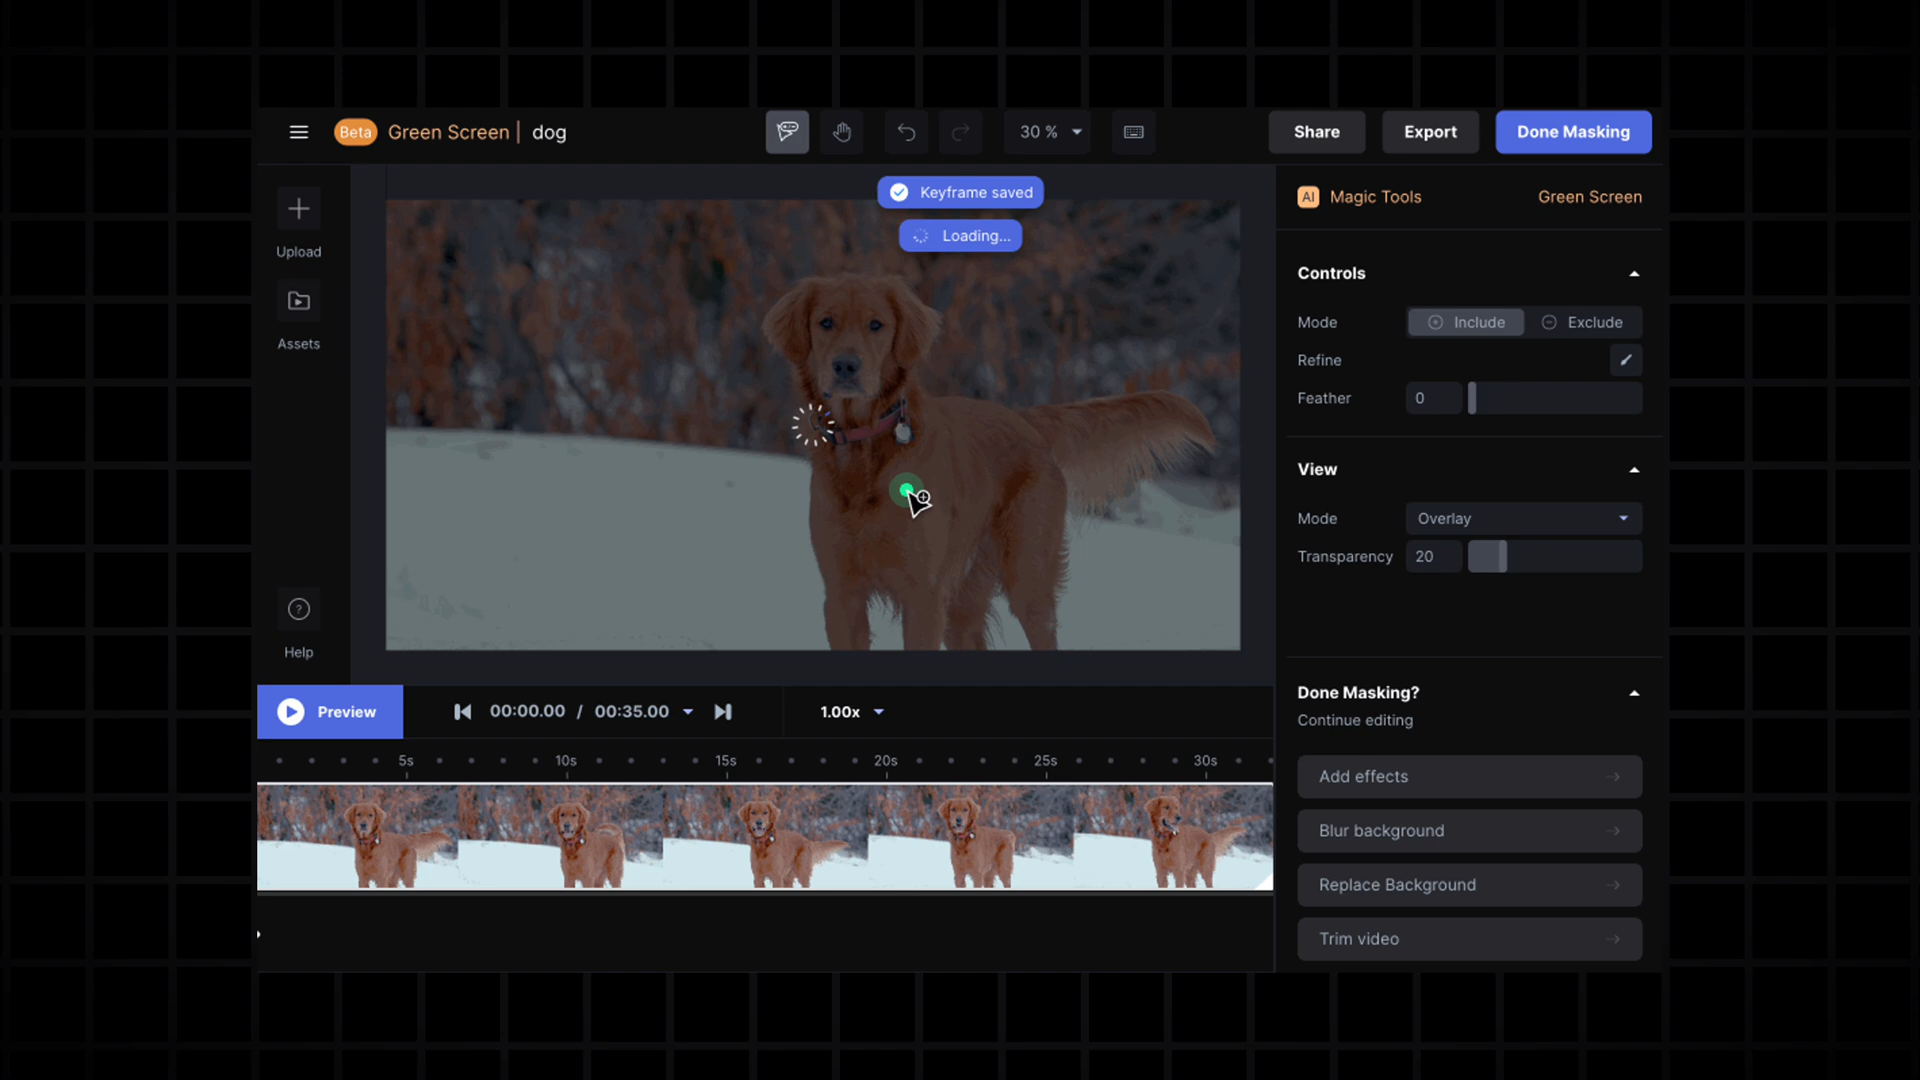 Beta Green Screen | dog
30 %
Share
Export
Done Masking
Upload
Assets
Help
Keyframe saved
Loading...
AI Magic Tools
Green Screen
Controls
Mode
Include
Exclude
Refine
Feather
0
View
Mode
Overlay
Transparency
20
Done Masking?
Continue editing
Add effects
Blur background
Replace Background
Trim video
Preview
00:00.00 / 00:35.00
1.00x
5s
10s
15s
20s
25s
30s